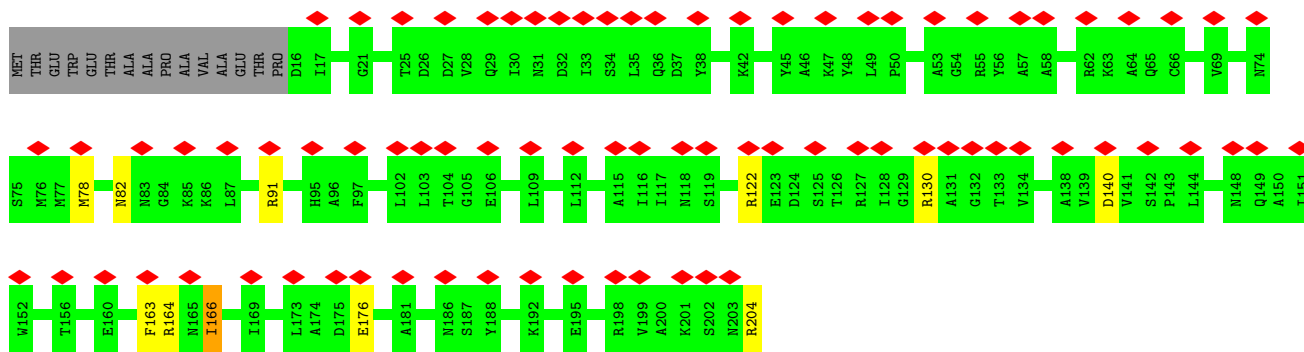 MET THR GLU TRP GLU THR ALA ALA PRO ALA VAL ALA GLU THR PRO D16 I17 G21 T25 D26 D27 V28 Q29 I30 N31 D32 I33 S34 L35 Q36 D37 Y38 K42 Y45 A46 K47 Y48 L49 P50 A53 G54 R55 Y56 A57 A58 R62 K63 A64 Q65 C66 V69 N74
S75 M76 M77 M78 N82 N83 G84 K85 K86 L87 R91 H95 A96 F97 L102 L103 T104 G105 E106 L109 L112 A115 I116 I117 N118 S119 R122 E123 D124 S125 T126 R127 I128 G129 R130 A131 G132 T133 V134 A138 V139 D140 V141 S142 P143 L144 N148 Q149 A150 I151
W152 T156 E160 F163 R164 N165 I166 I169 L173 A174 D175 E176 A181 N186 S187 Y188 K192 E195 R198 V199 A200 K201 S202 N203 R204